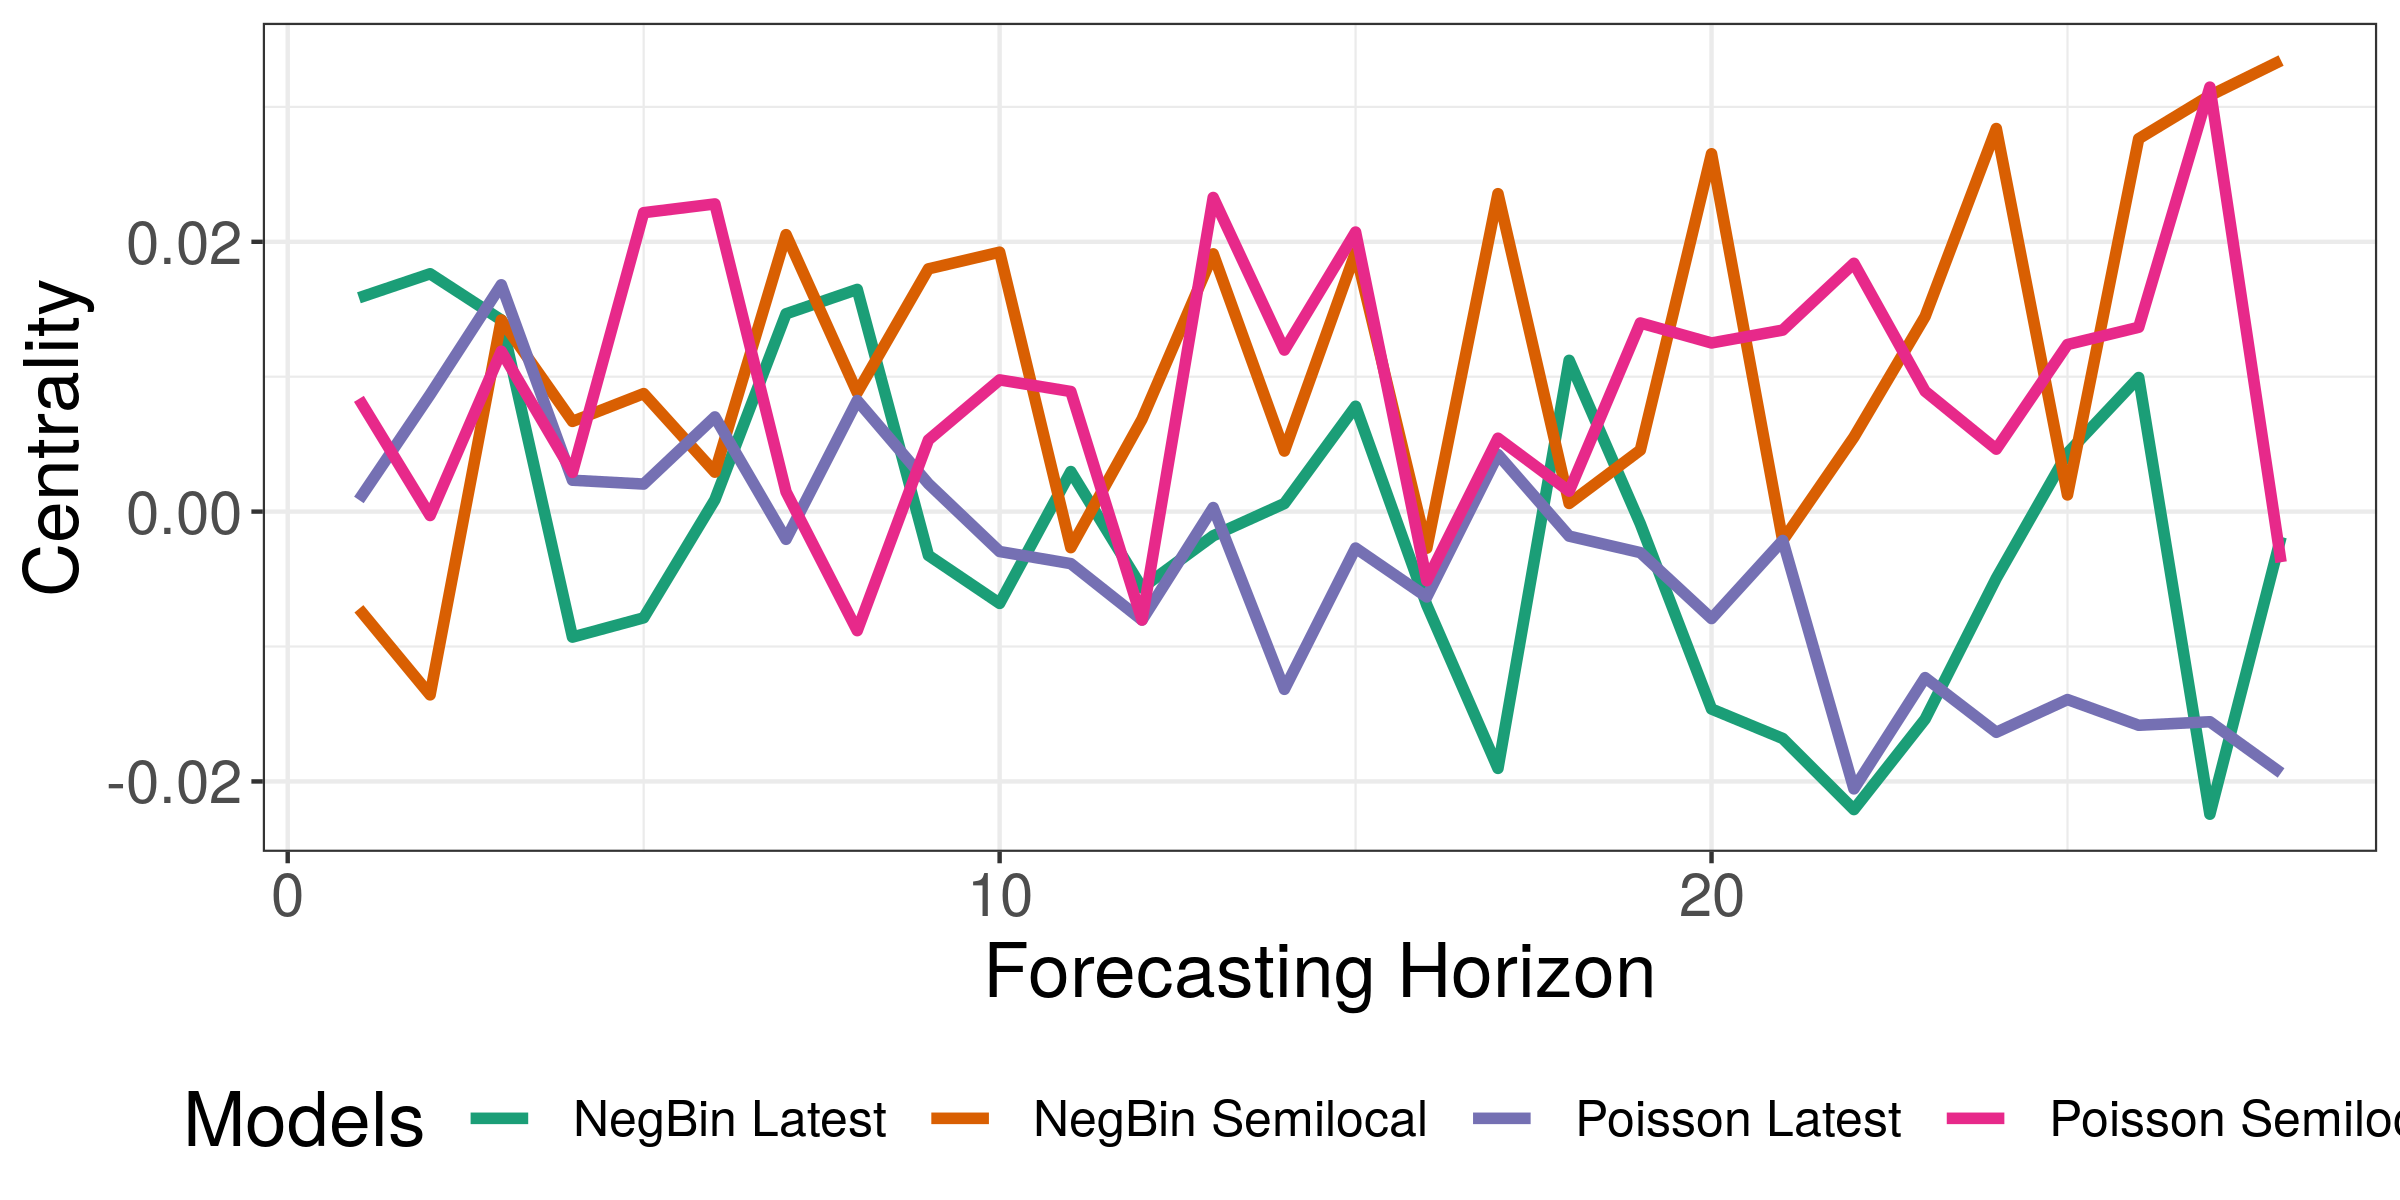 Centrality
0.02
0.00
-0.02
0
10
20
Forecasting Horizon
Models
NegBin Latest
NegBin Semilocal
Poisson Latest
Poisson